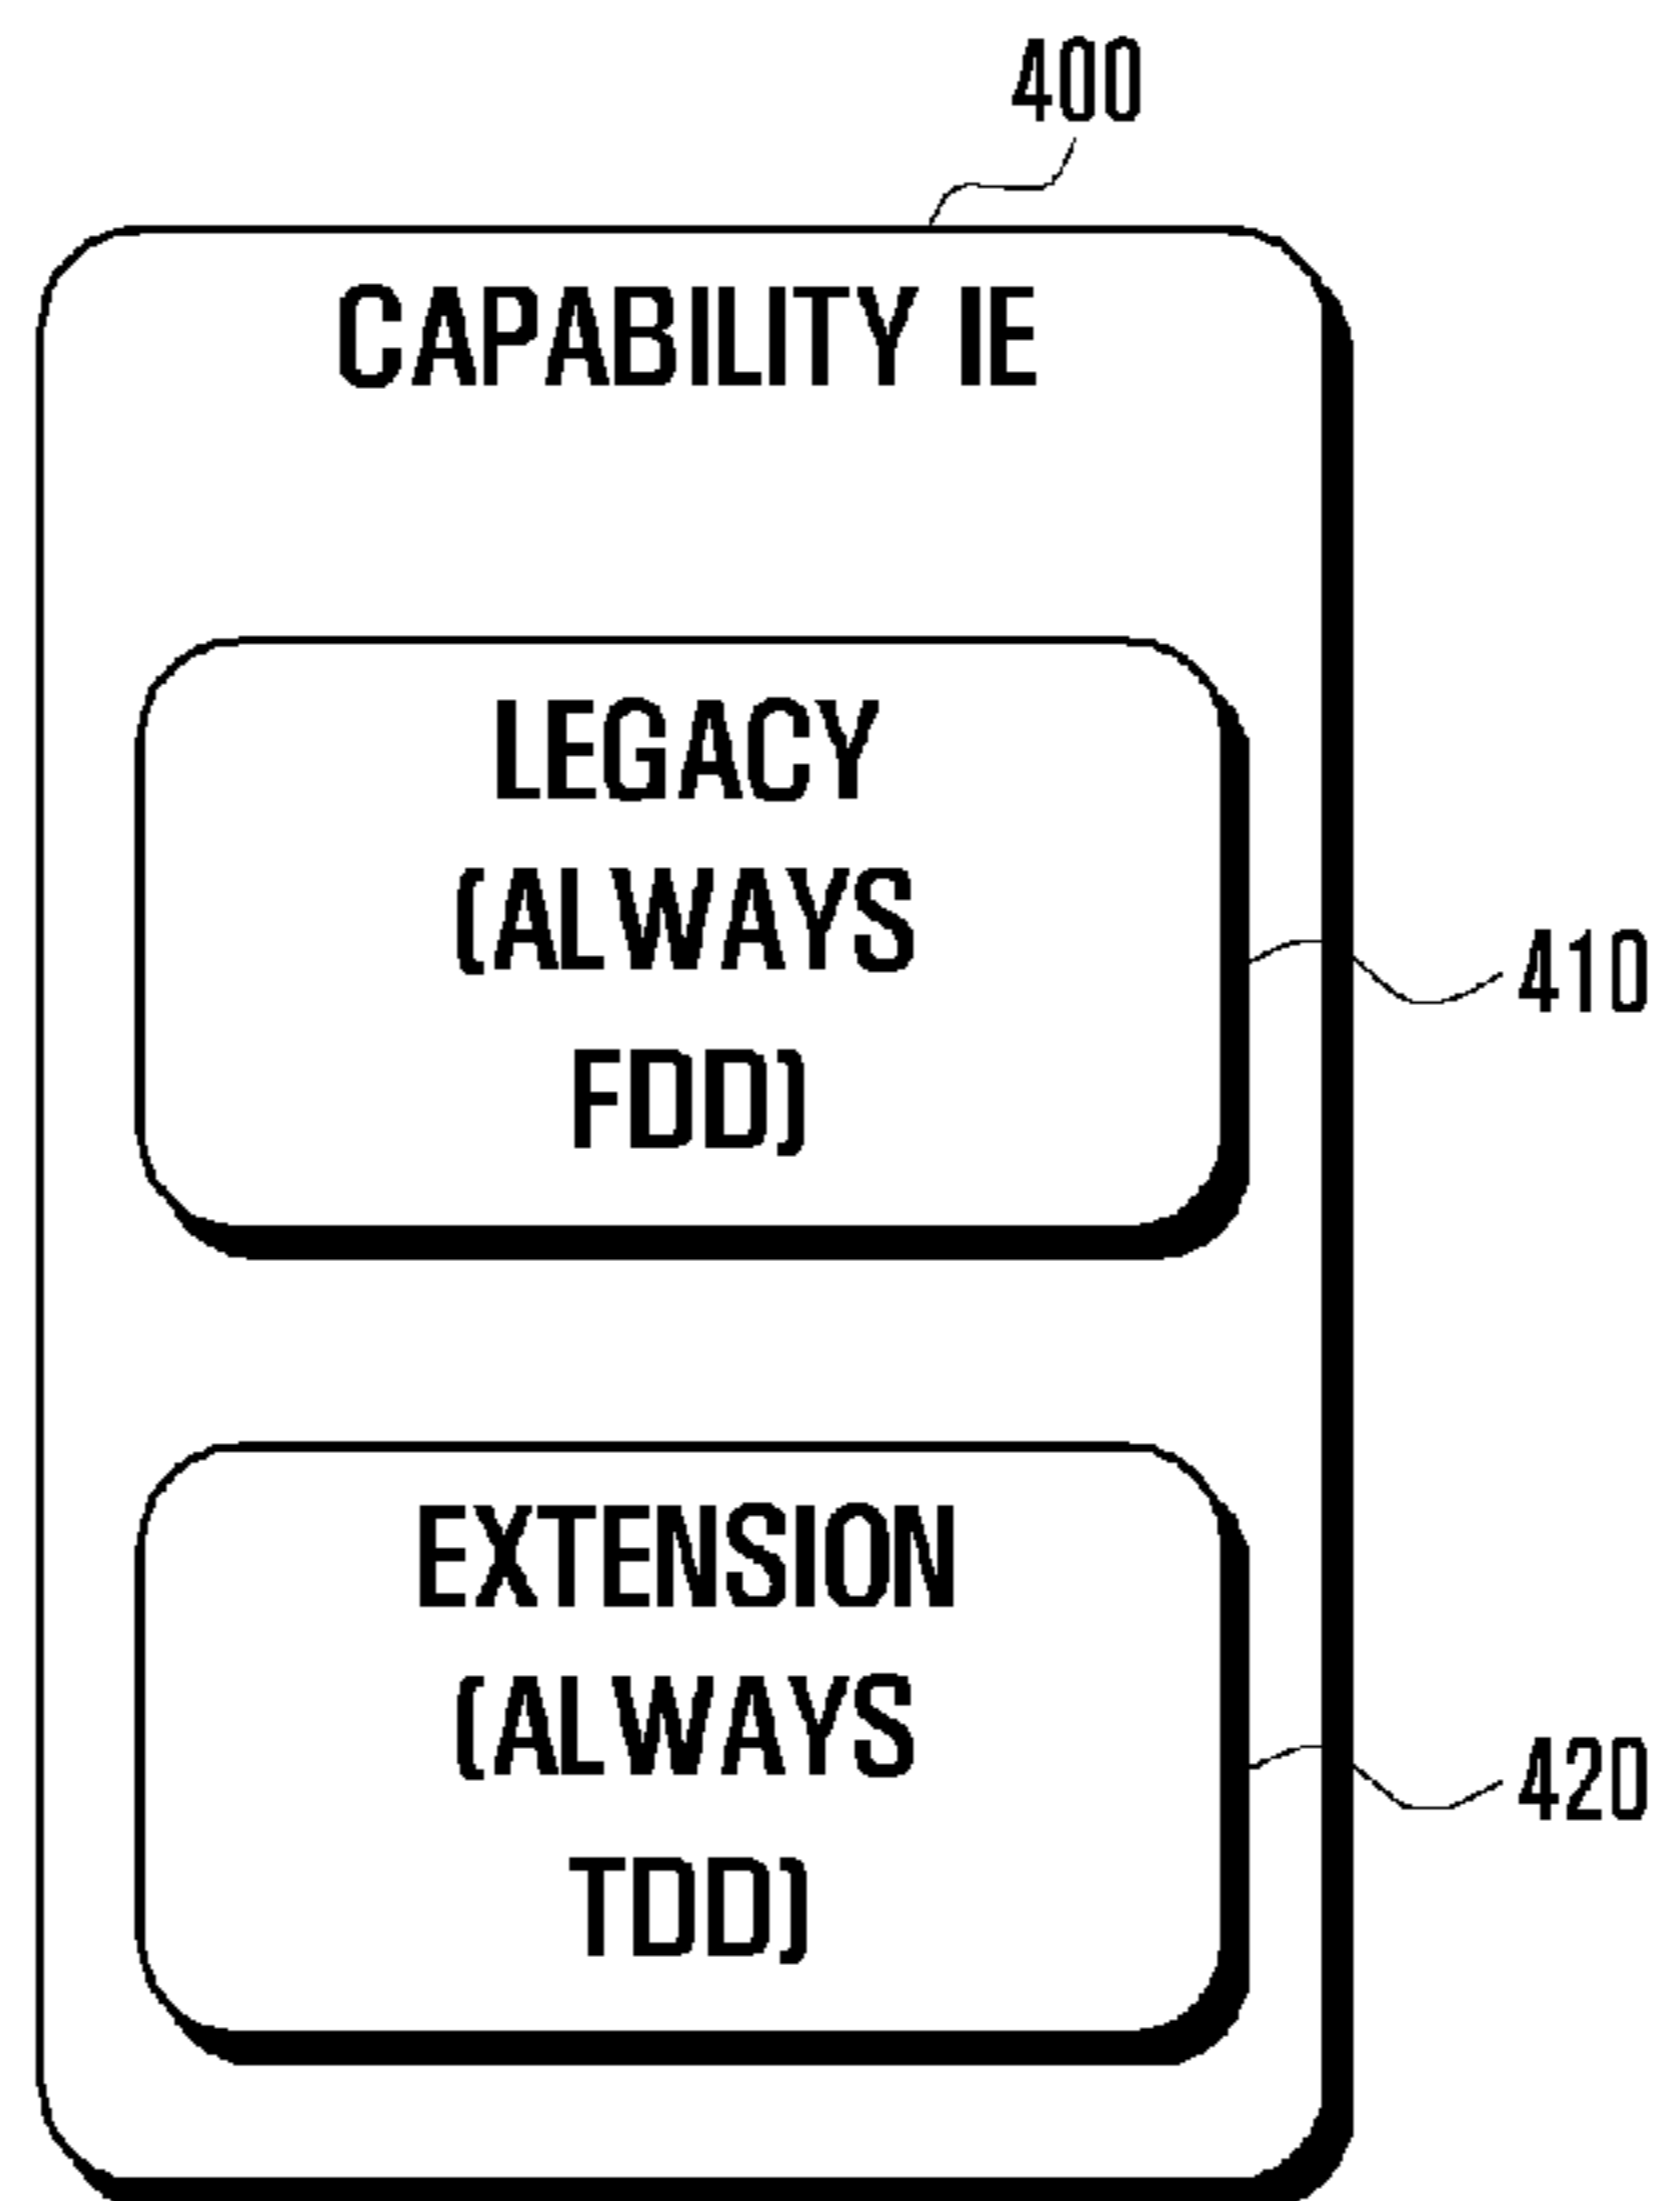 400
CAPABILITY IE
LEGACY
(ALWAYS
FDD)
410
EXTENSION
(ALWAYS
TDD)
420